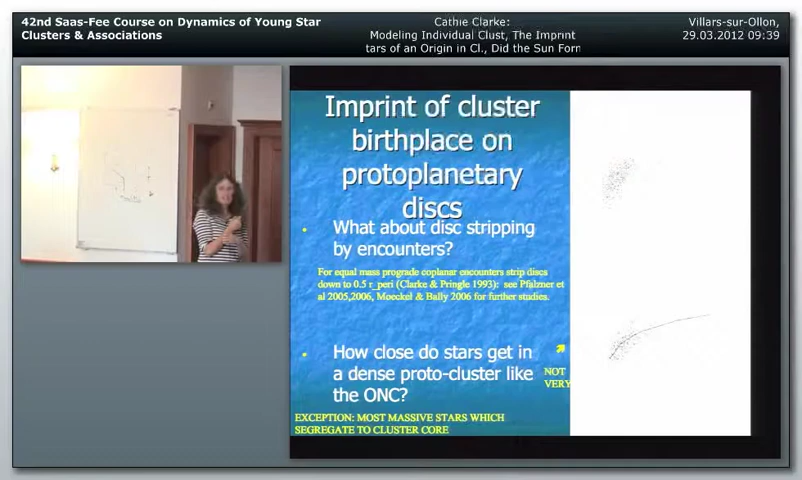 42nd Saas-Fee Course on Dynamics of Young Star
Clusters & Associations
Cathie Clarke:
Modeling Individual Clust, The Imprint
tars of an Origin in Cl., Did the Sun Forn
Villars-sur-Ollon,
29.03.2012 09:39
Imprint of cluster
birthplace on
protoplanetary
discs
• What about disc stripping
by encounters?
For equal mass prograde coplanar encounters strip discs
down to 0.5 r_peri (Clarke & Pringle 1993): see Pfalzner et
al 2005,2006, Moeckel & Bally 2006 for further studies.
• How close do stars get in
a dense proto-cluster like
the ONC?
NOT
VERY
EXCEPTION: MOST MASSIVE STARS WHICH
SEGREGATE TO CLUSTER CORE